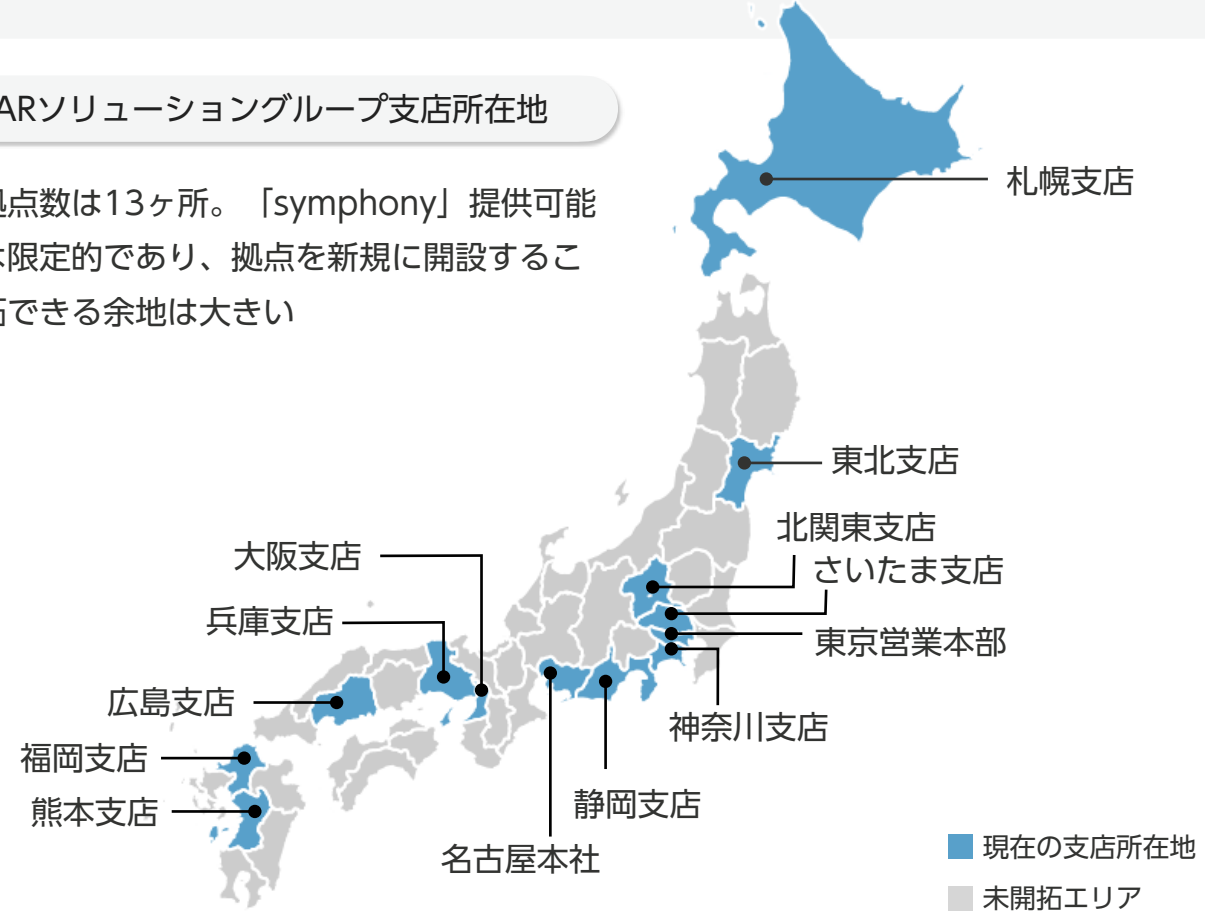 ARソリューショングループ支店所在地
点数は13ヶ所。「symphony」提供可能
限定的であり、拠点を新規に開設するこ
できる余地は大きい
札幌支店
東北支店
北関東支店
さいたま支店
東京営業本部
神奈川支店
静岡支店
名古屋本社
大阪支店
兵庫支店
広島支店
福岡支店
熊本支店
現在の支店所在地
未開拓エリア